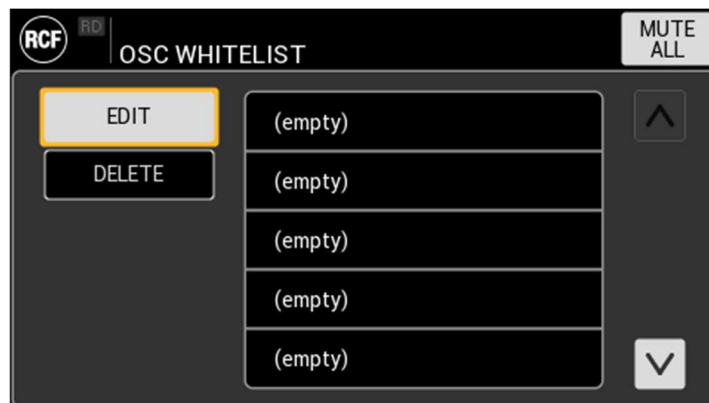 RCF
RD
OSC WHITELIST
MUTE
ALL
EDIT
DELETE
(empty)
(empty)
(empty)
(empty)
(empty)